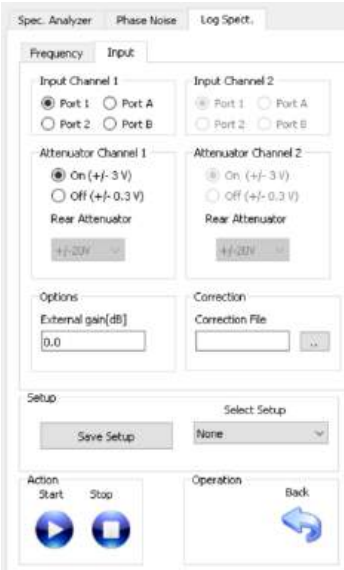 Spec. Analyzer Phase Noise Log Spect.
Frequency Input
Input Channel 1 Input Channel 2
Port 1 Port A Port 1 Port A
Port 2 Port B Port 2 Port B
Attenuator Channel 1 Attenuator Channel 2
On (+/- 3 V) On (+/- 3 V)
Off (+/- 0.3 V) Off (+/- 0.3 V)
Rear Attenuator Rear Attenuator
+/-20V +/-20V
Options Correction
External gain[dB] Correction File
0.0 ..
Setup
Select Setup
Save Setup None
Action Operation
Start Stop Back